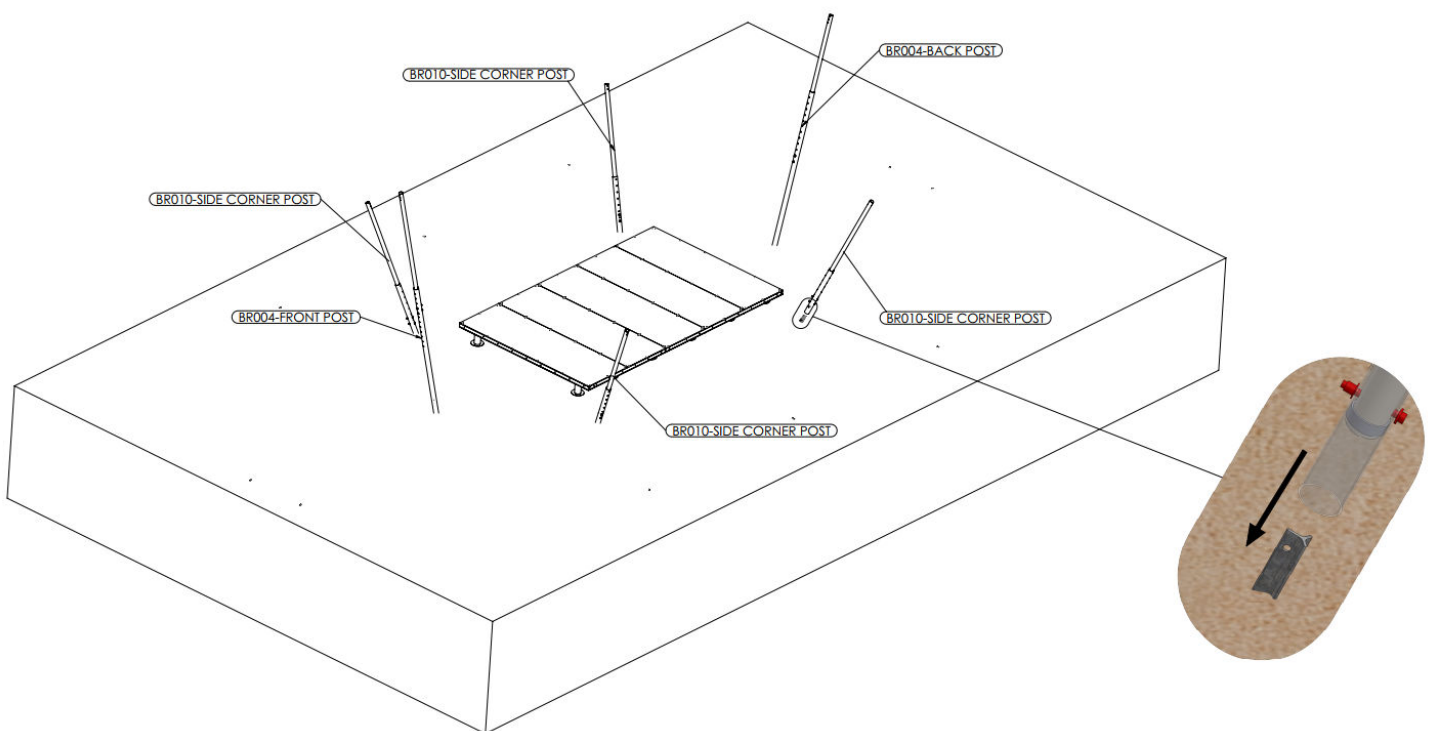 BR004-BACK POST
BR010-SIDE CORNER POST
BR010-SIDE CORNER POST
BR004-FRONT POST
BR010-SIDE CORNER POST
BR010-SIDE CORNER POST